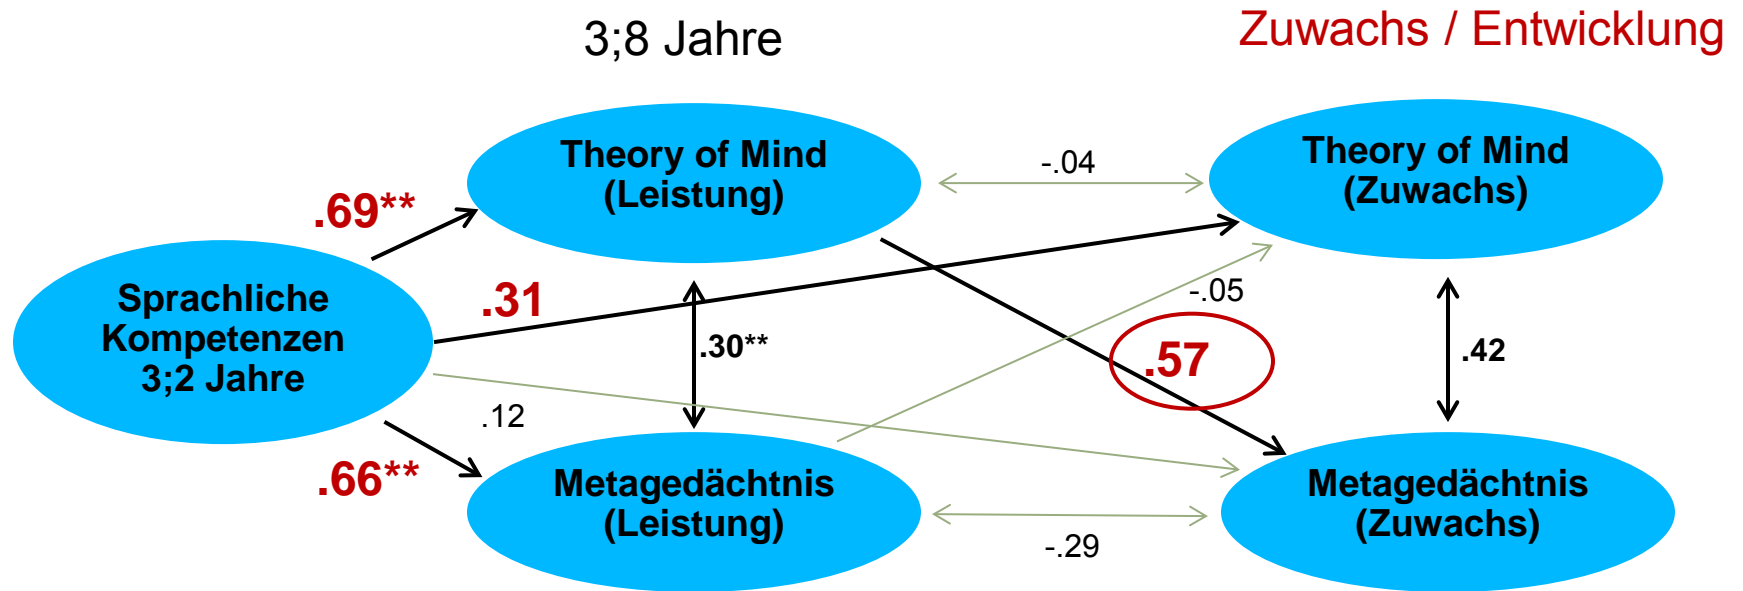 3;8 Jahre
Zuwachs / Entwicklung
Theory of Mind
(Leistung)
-.04
Theory of Mind
(Zuwachs)
.69**
Sprachliche
Kompetenzen
3;2 Jahre
.31
.30**
-.05
.57
.42
.12
.66**
Metagedächtnis
(Leistung)
-.29
Metagedächtnis
(Zuwachs)